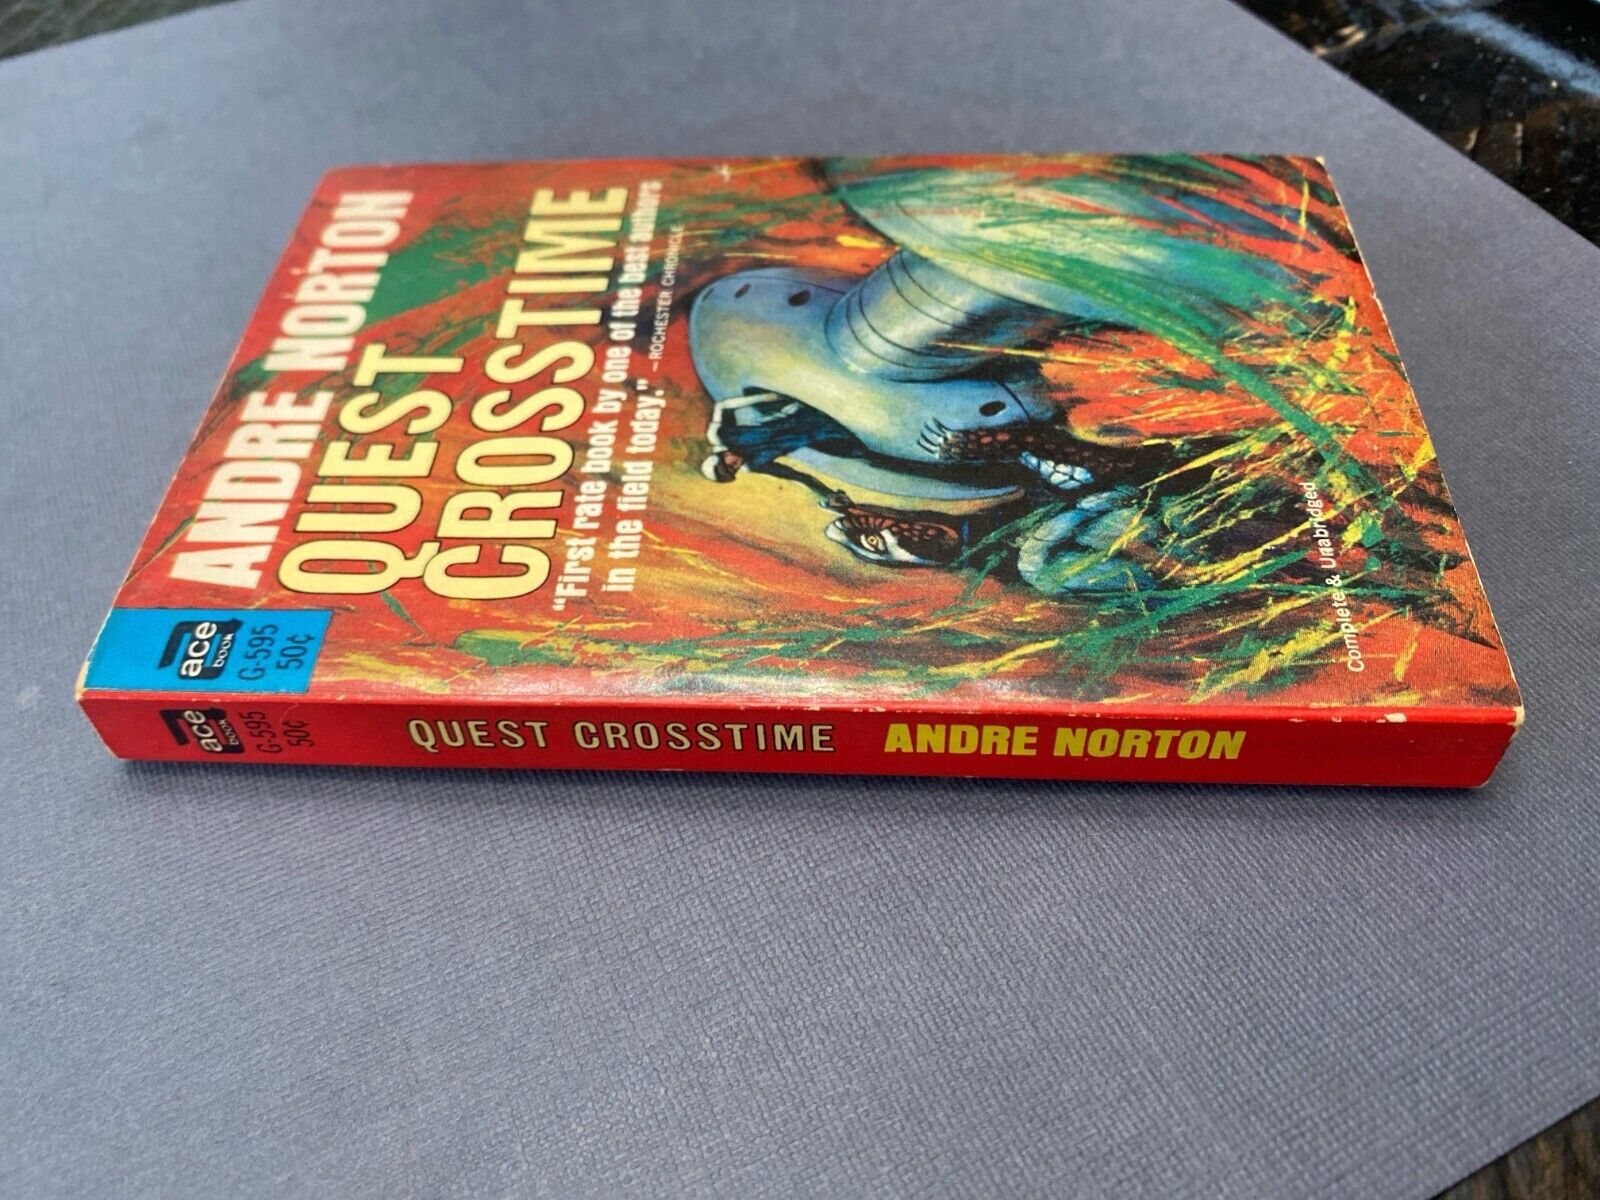 ace
BOOK
G-595
50¢
ANDRE NORTON
QUEST
CROSSTIME
"First rate book by one of the best authors
in the field today." –ROCHESTER CHRONICLE
Complete & Unabridged
ace
BOOK
G-595
50¢
QUEST CROSSTIME ANDRE NORTON